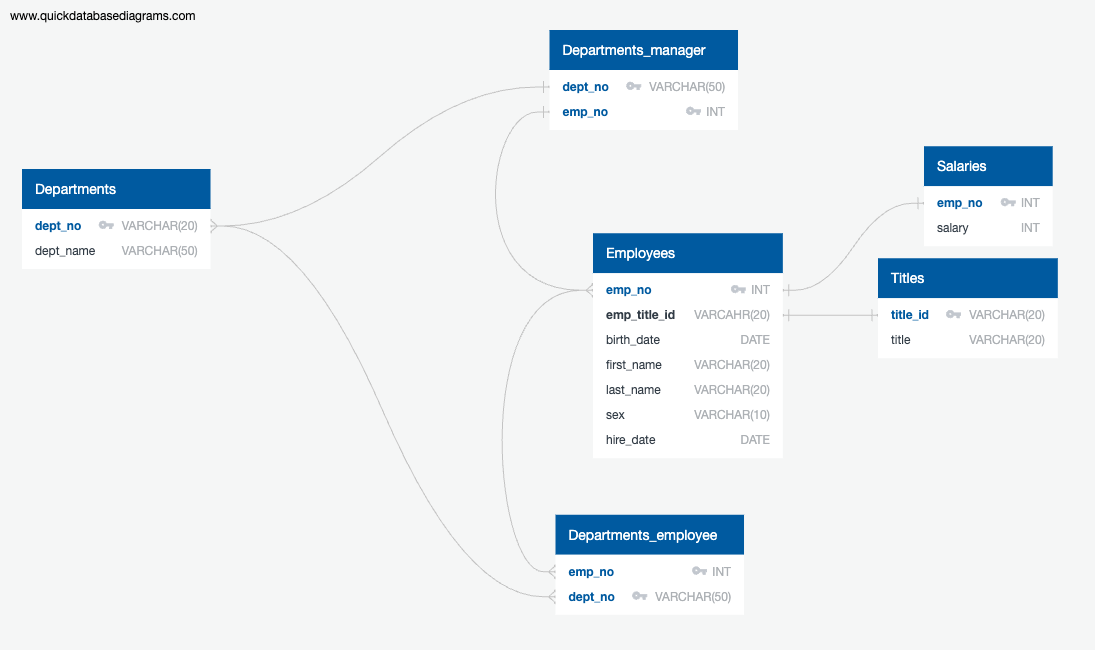 www.quickdatabasediagrams.com
Departments_manager
dept_no VARCHAR(50)
emp_no INT
Departments
dept_no VARCHAR(20)
dept_name VARCHAR(50)
Salaries
emp_no INT
salary INT
Employees
emp_no INT
emp_title_id VARCAHR(20)
birth_date DATE
first_name VARCHAR(20)
last_name VARCHAR(20)
sex VARCHAR(10)
hire_date DATE
Titles
title_id VARCHAR(20)
title VARCHAR(20)
Departments_employee
emp_no INT
dept_no VARCHAR(50)